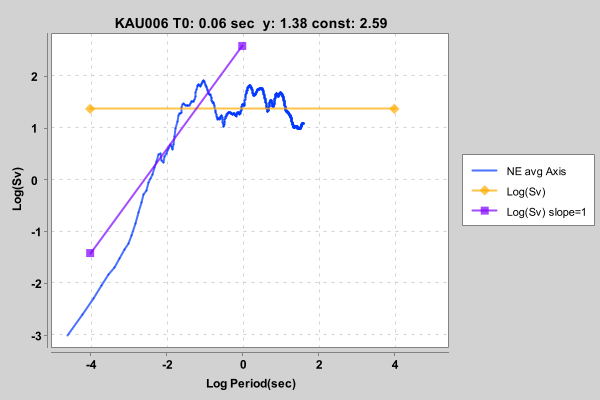 KAU006 T0: 0.06 sec  y: 1.38 const: 2.59
Log(Sv)
2
1
0
-1
-2
-3
-4
-2
0
2
4
Log Period(sec)
NE avg Axis
Log(Sv)
Log(Sv) slope=1